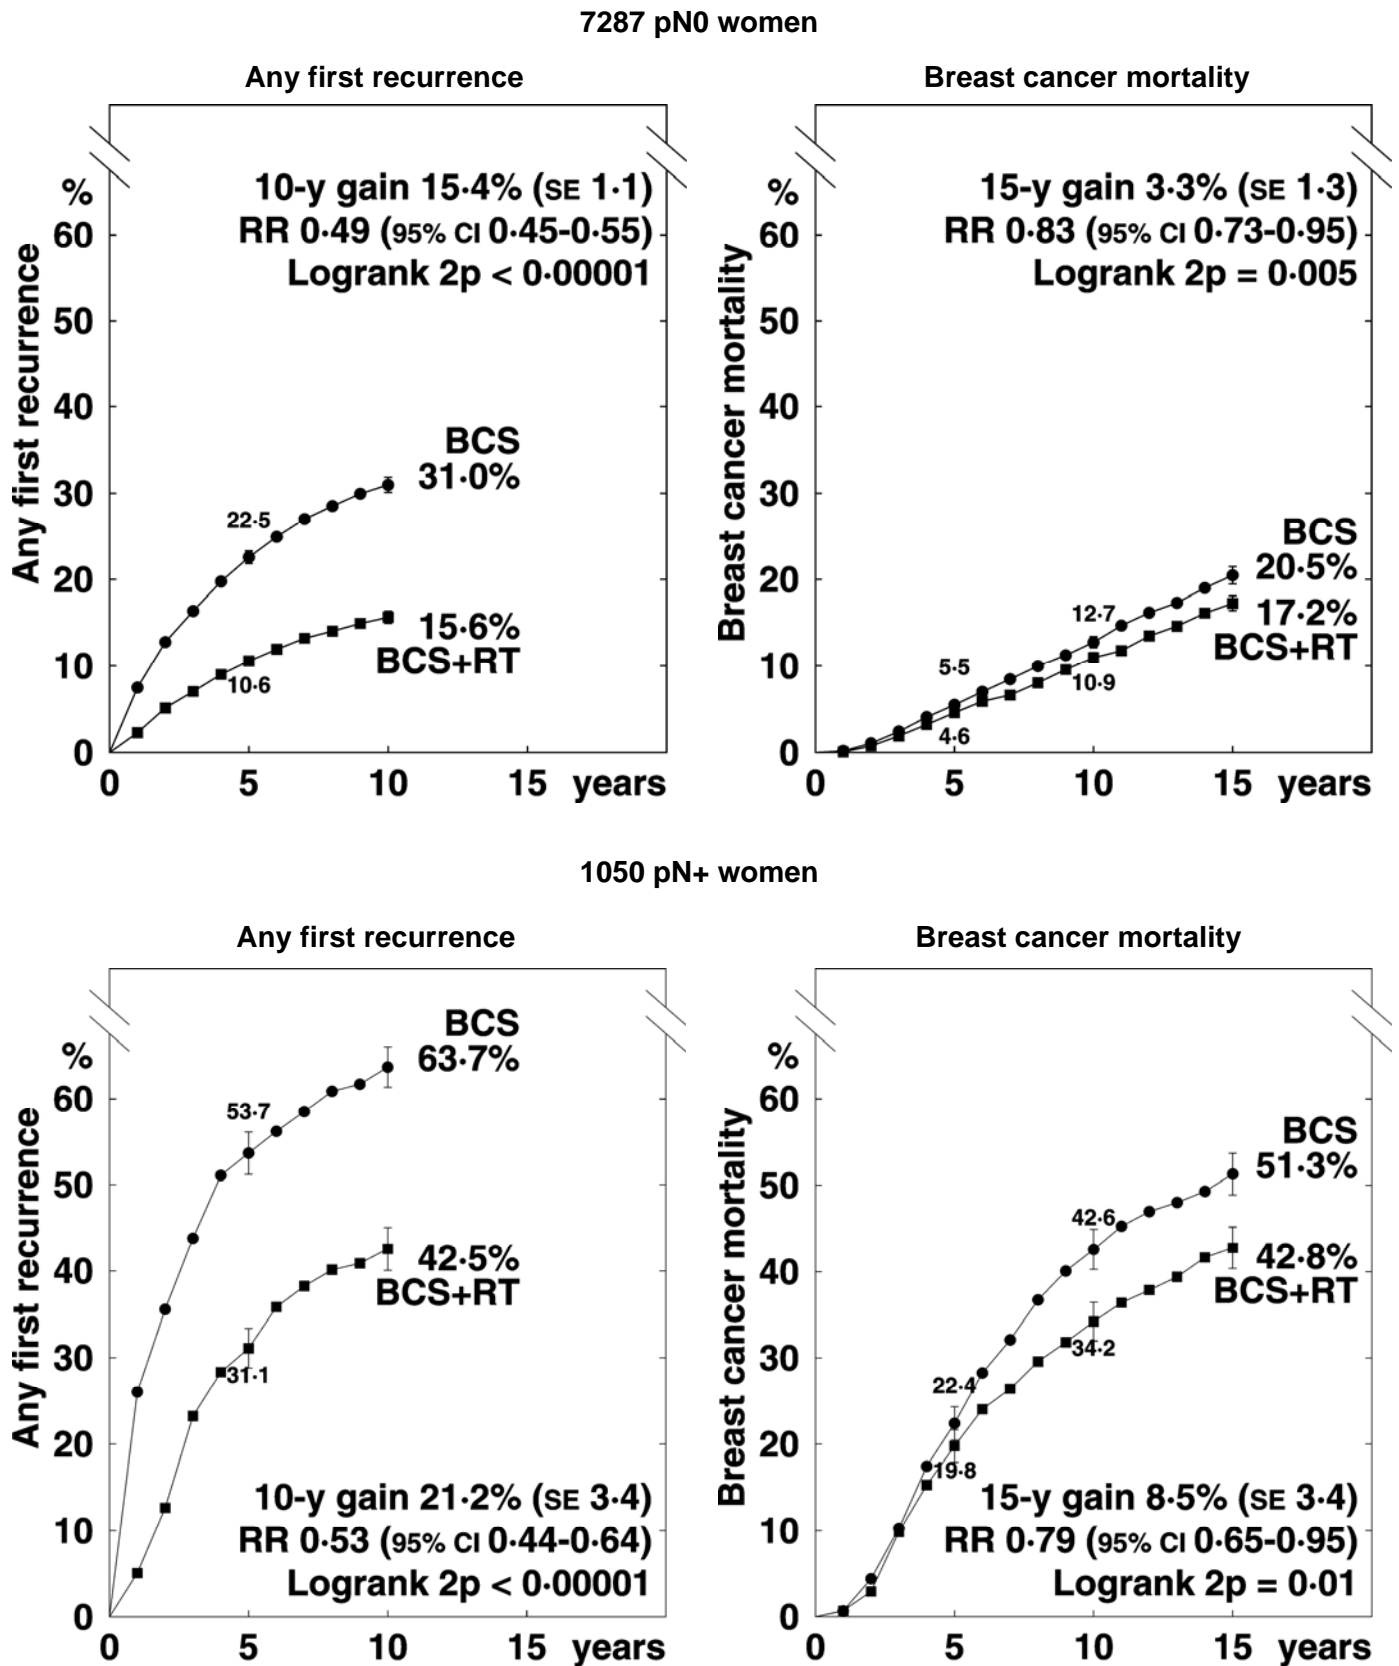 7287 pN0 women
Any first recurrence
%
60
50
40
30
20
10
0
Any first recurrence
10-y gain 15·4% (SE 1·1)
RR 0·49 (95% CI 0·45-0·55)
Logrank 2p < 0·00001
BCS
31·0%
22·5
15·6%
BCS+RT
10·6
0 5 10 15 years
Breast cancer mortality
%
60
50
40
30
20
10
0
Breast cancer mortality
15-y gain 3·3% (SE 1·3)
RR 0·83 (95% CI 0·73-0·95)
Logrank 2p = 0·005
BCS
20·5%
12·7
17·2%
BCS+RT
5·5
10·9
4·6
0 5 10 15 years
1050 pN+ women
Any first recurrence
%
60
50
40
30
20
10
0
Any first recurrence
BCS
63·7%
53·7
42·5%
BCS+RT
31·1
10-y gain 21·2% (SE 3·4)
RR 0·53 (95% CI 0·44-0·64)
Logrank 2p < 0·00001
0 5 10 15 years
Breast cancer mortality
%
60
50
40
30
20
10
0
Breast cancer mortality
BCS
51·3%
42·6
42·8%
BCS+RT
34·2
22·4
19·8
15-y gain 8·5% (SE 3·4)
RR 0·79 (95% CI 0·65-0·95)
Logrank 2p = 0·01
0 5 10 15 years